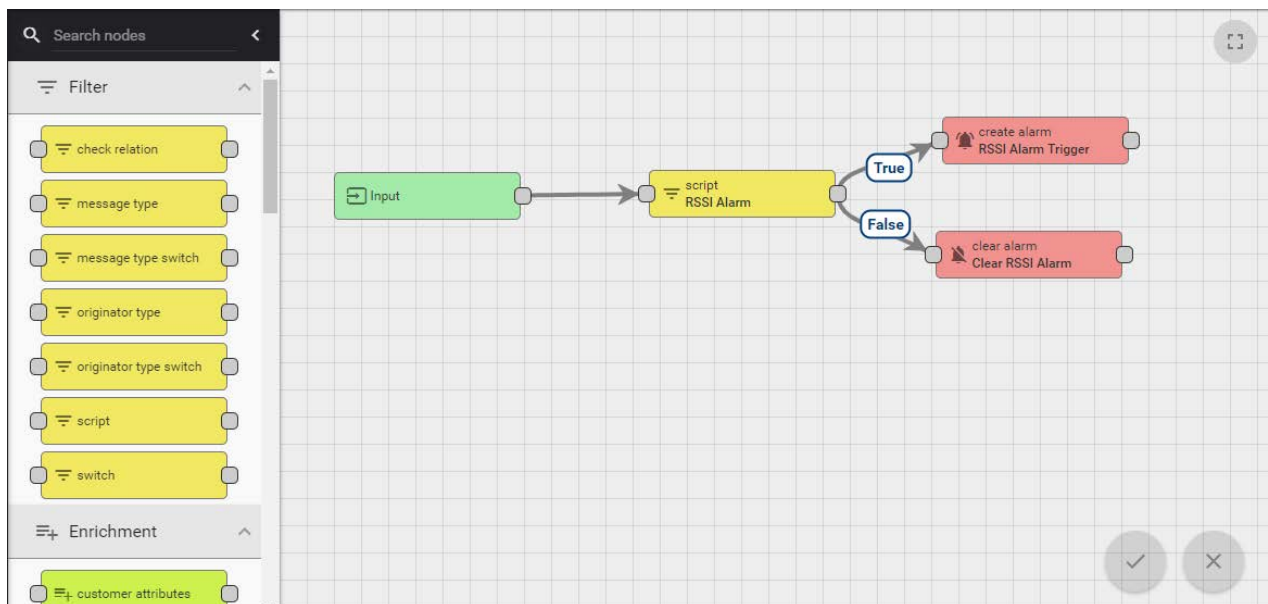 Search nodes
Filter
check relation
message type
message type switch
originator type
originator type switch
script
switch
Enrichment
customer attributes
Input
script
RSSI Alarm
True
False
create alarm
RSSI Alarm Trigger
clear alarm
Clear RSSI Alarm